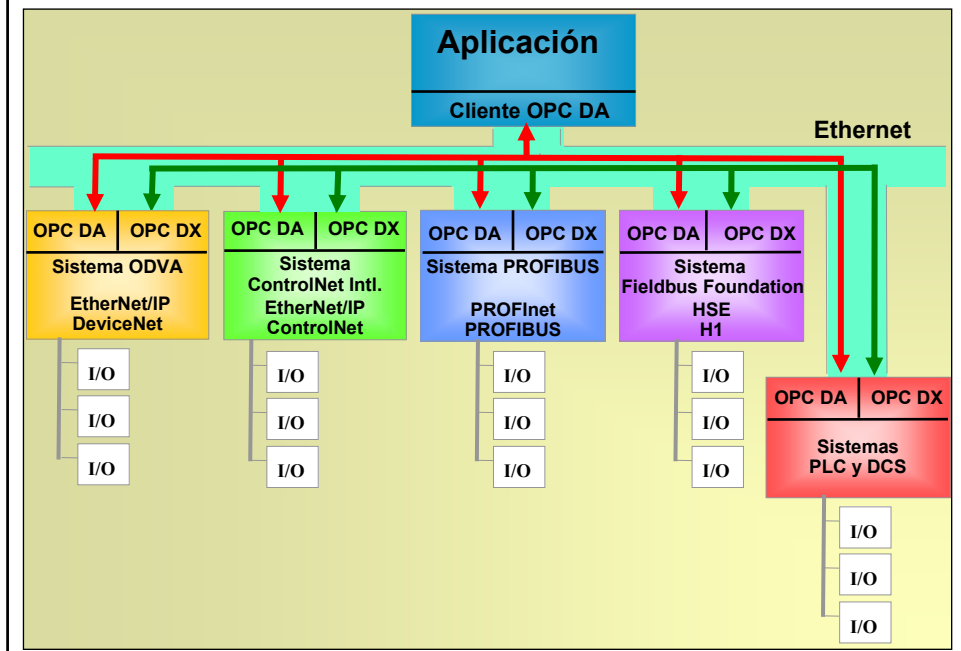 Aplicación
Cliente OPC DA
Ethernet
OPC DA OPC DX
Sistema ODVA
EtherNet/IP
DeviceNet
I/O
I/O
I/O
OPC DA OPC DX
Sistema
ControlNet Intl.
EtherNet/IP
ControlNet
I/O
I/O
I/O
OPC DA OPC DX
Sistema PROFIBUS
PROFInet
PROFIBUS
I/O
I/O
I/O
OPC DA OPC DX
Sistema
Fieldbus Foundation
HSE
H1
I/O
I/O
I/O
OPC DA OPC DX
Sistemas
PLC y DCS
I/O
I/O
I/O